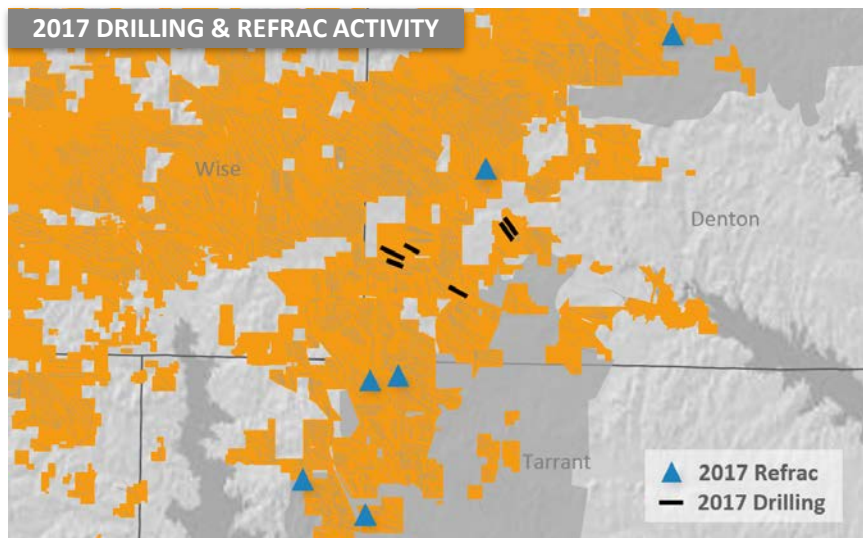 2017 DRILLING & REFRAC ACTIVITY
Wise
Denton
Tarrant
2017 Refrac
2017 Drilling